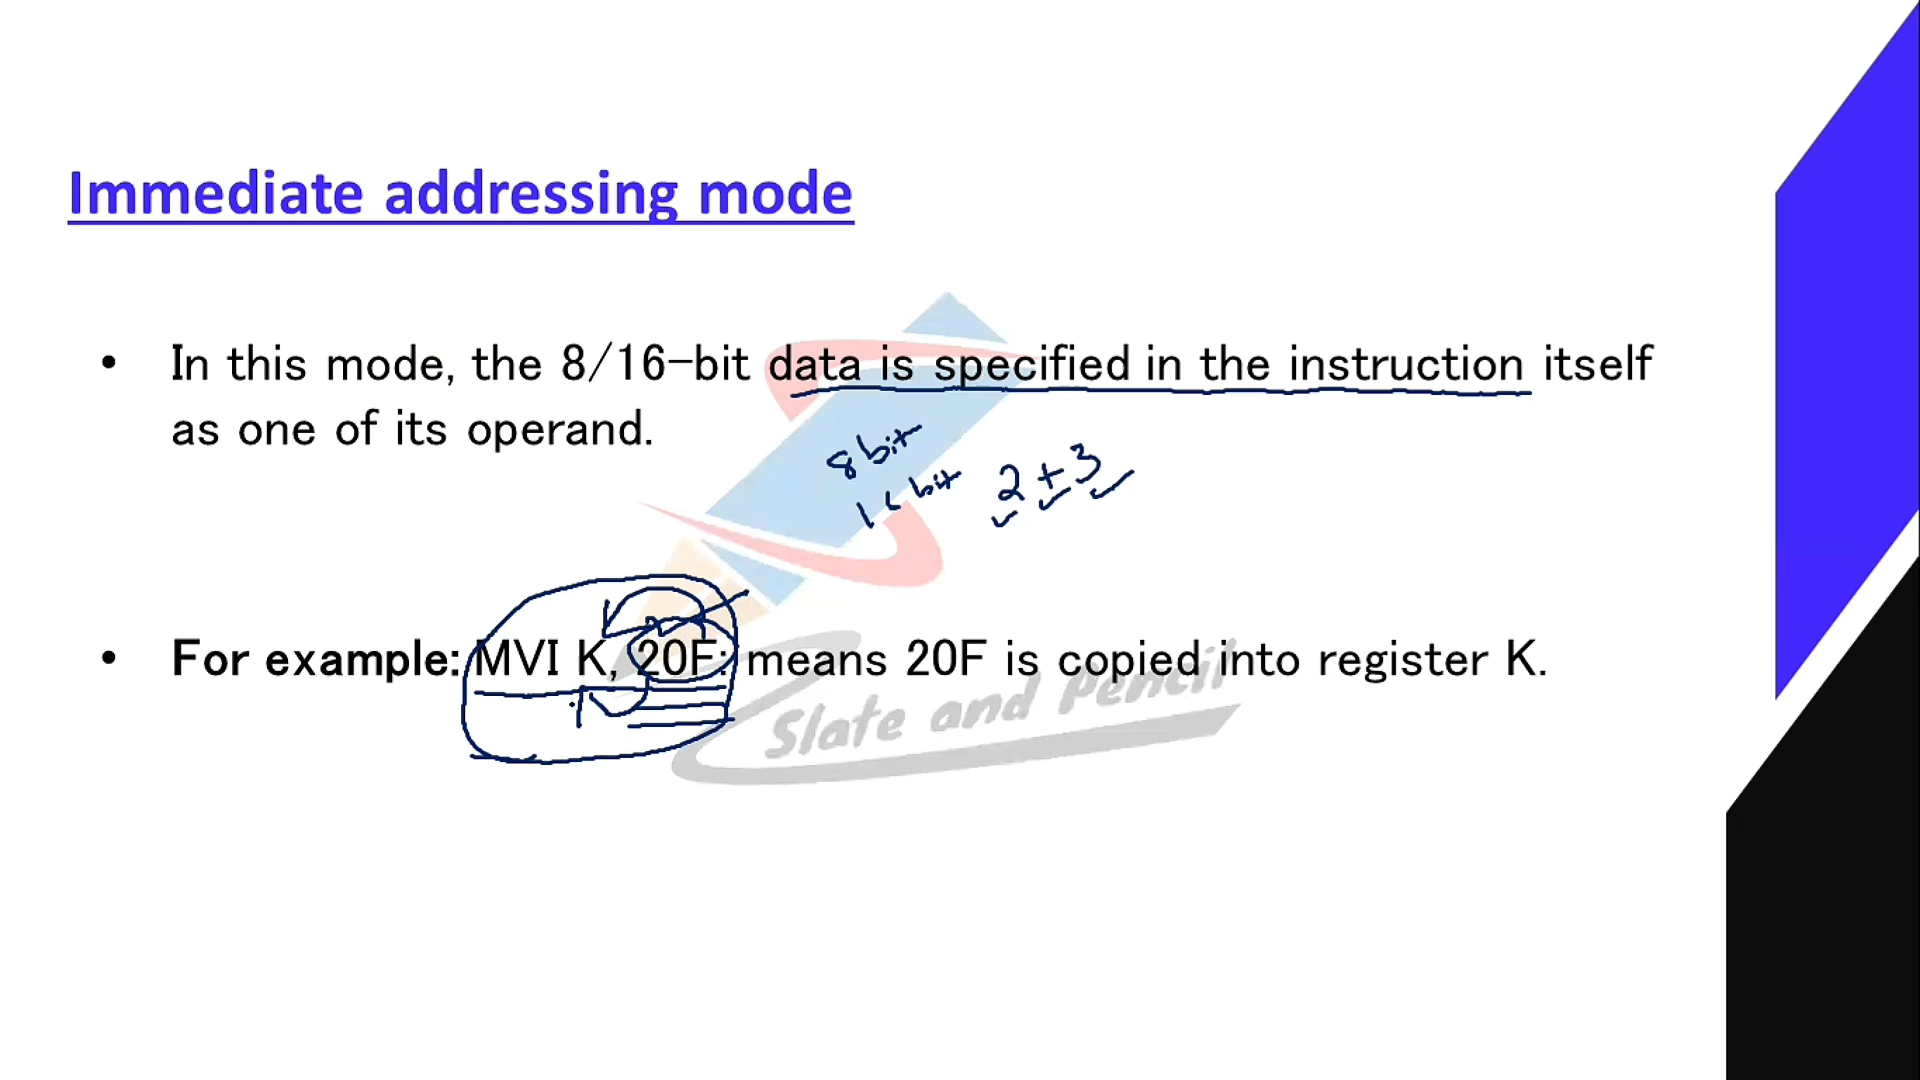 Immediate addressing mode
• In this mode, the 8/16-bit data is specified in the instruction itself
as one of its operand.
8 bit
16 bit
2 + 3
• For example: MVI K, 20F: means 20F is copied into register K.
Slate and Pencil